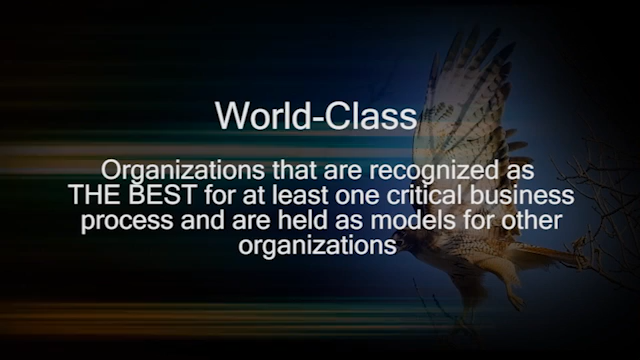 World-Class
Organizations that are recognized as
THE BEST for at least one critical business
process and are held as models for other
organizations